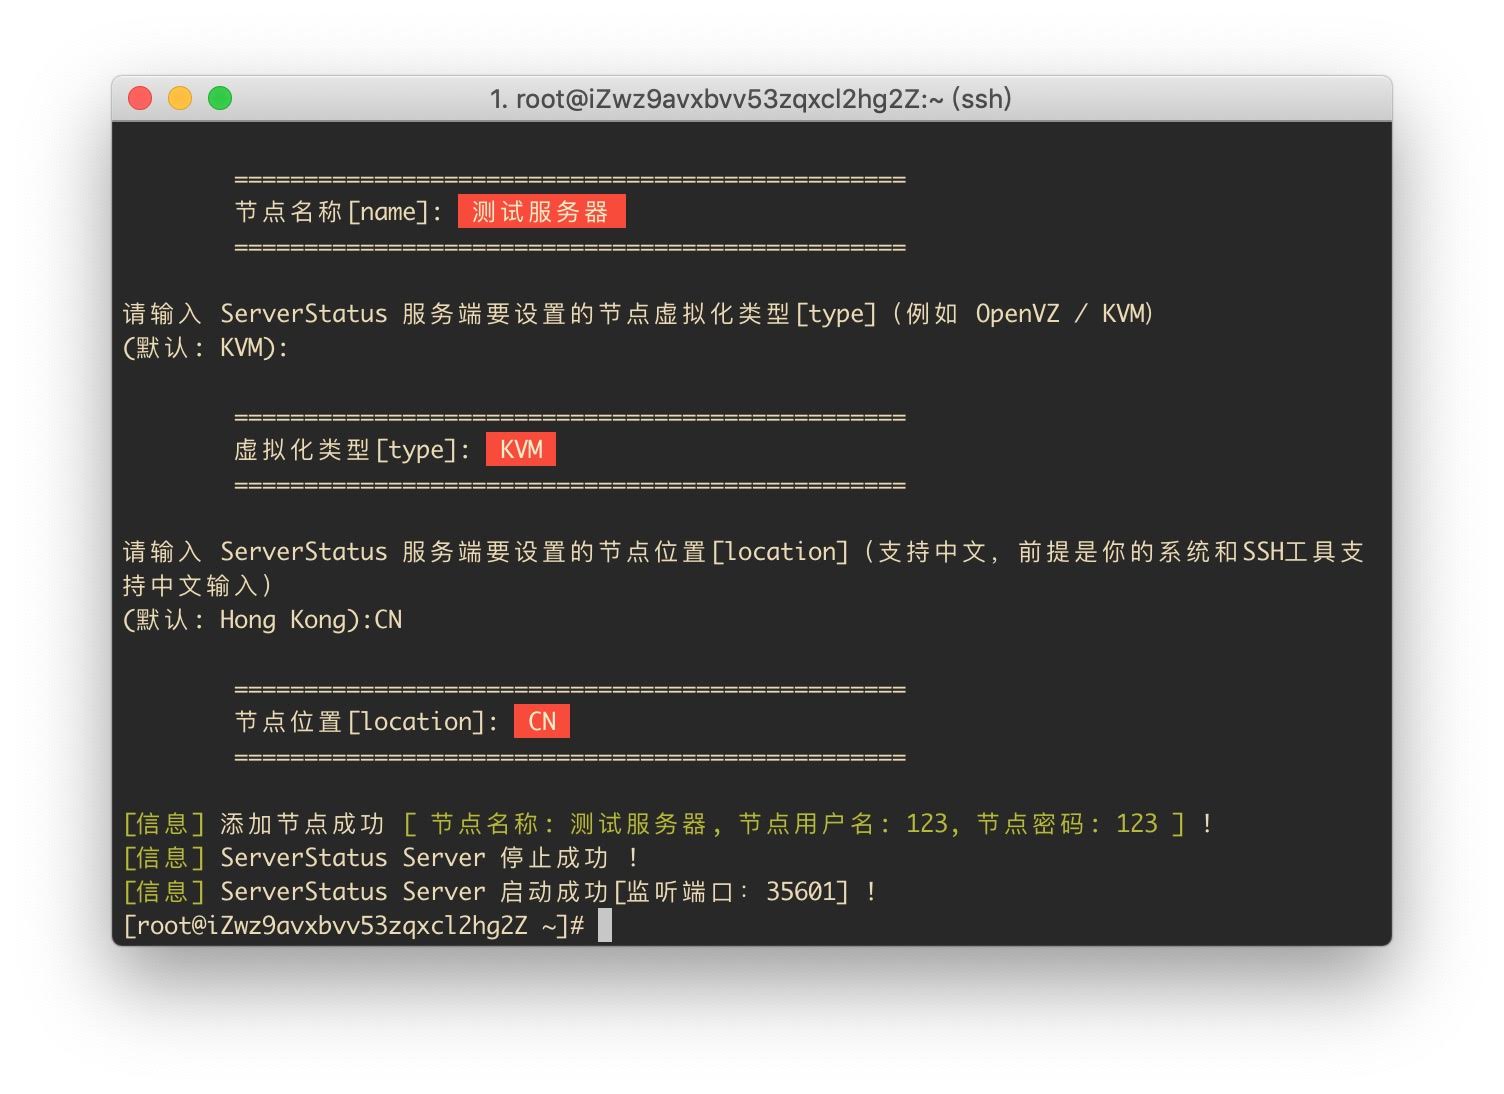 1. root@iZwz9avxbvv53zqxcl2hg2Z:~ (ssh)
================================================
节点名称[name]: 测试服务器
================================================
请输入 ServerStatus 服务端要设置的节点虚拟化类型[type]（例如 OpenVZ / KVM）
(默认: KVM):
================================================
虚拟化类型[type]: KVM
================================================
请输入 ServerStatus 服务端要设置的节点位置[location]（支持中文，前提是你的系统和SSH工具支
持中文输入）
(默认: Hong Kong):CN
================================================
节点位置[location]: CN
================================================
[信息] 添加节点成功 [ 节点名称: 测试服务器, 节点用户名: 123, 节点密码: 123 ] !
[信息] ServerStatus Server 停止成功 !
[信息] ServerStatus Server 启动成功[监听端口：35601] !
[root@iZwz9avxbvv53zqxcl2hg2Z ~]#